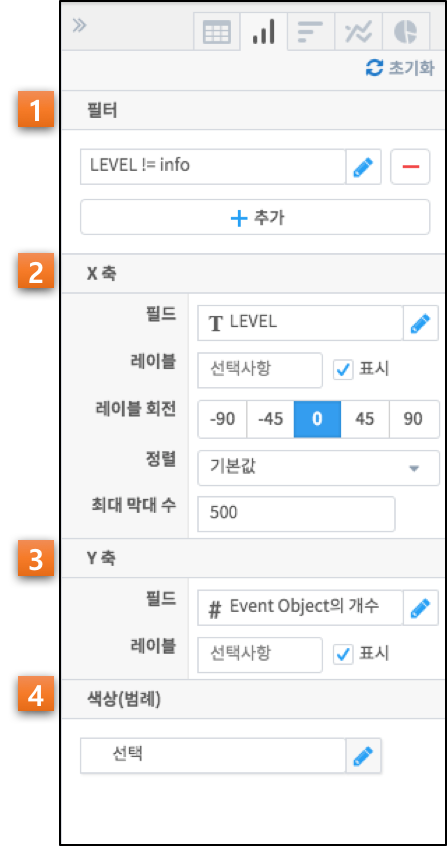 초기화
1 필터
LEVEL != info
추가
2 X 축
필드 T LEVEL
레이블 선택사항 표시
레이블 회전 -90 -45 0 45 90
정렬 기본값
최대 막대 수 500
3 Y 축
필드 # Event Object의 개수
레이블 선택사항 표시
4 색상(범례)
선택